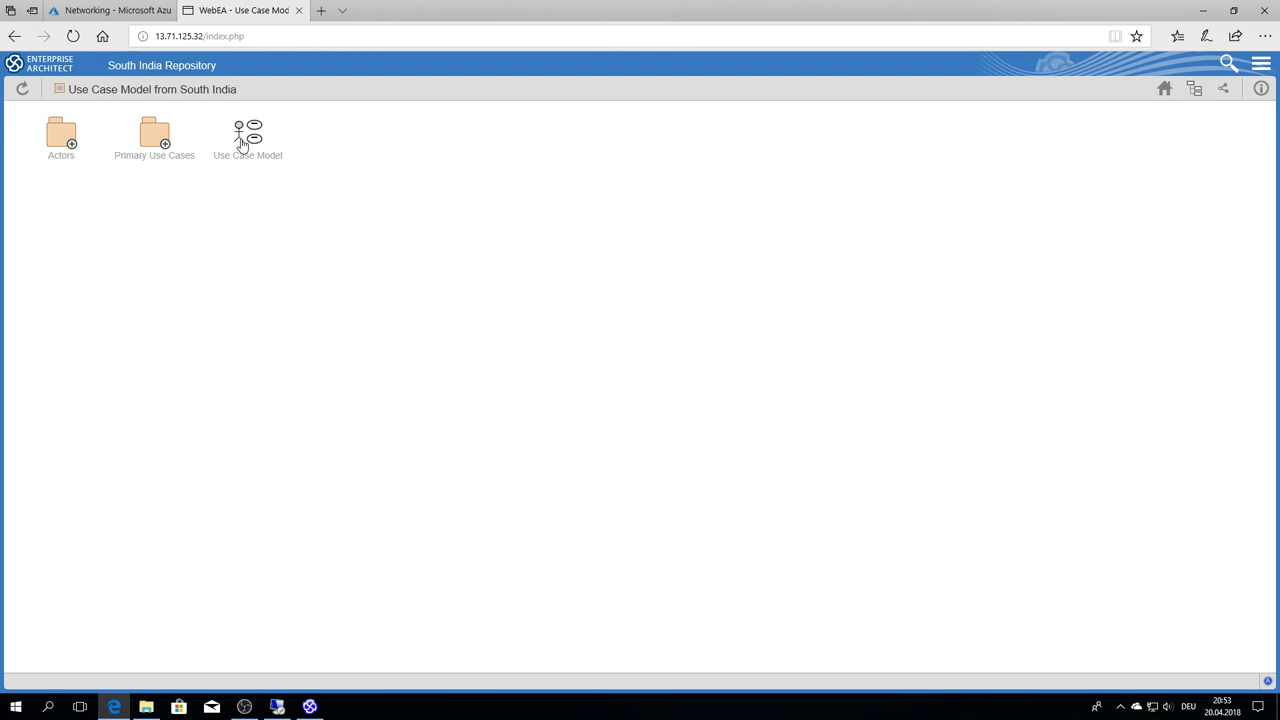 Networking - Microsoft Azu
WebEA - Use Case Mod
13.71.125.32/index.php
ENTERPRISE
ARCHITECT
South India Repository
Use Case Model from South India
Actors
Primary Use Cases
Use Case Model
DEU
20:53
20.04.2018